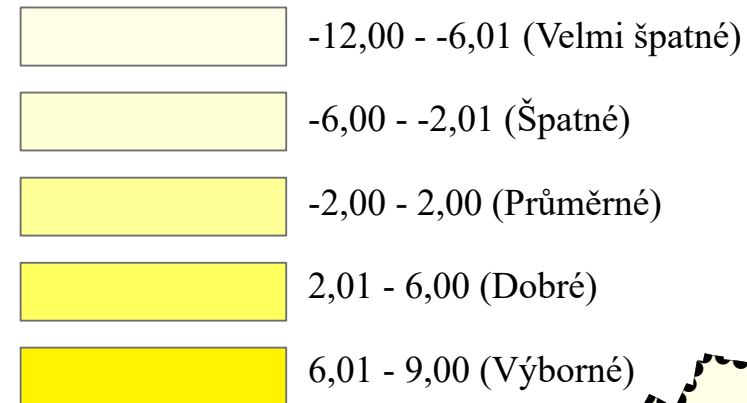 -12,00 - -6,01 (Velmi špatné)
-6,00 - -2,01 (Špatné)
-2,00 - 2,00 (Průměrné)
2,01 - 6,00 (Dobré)
6,01 - 9,00 (Výborné)